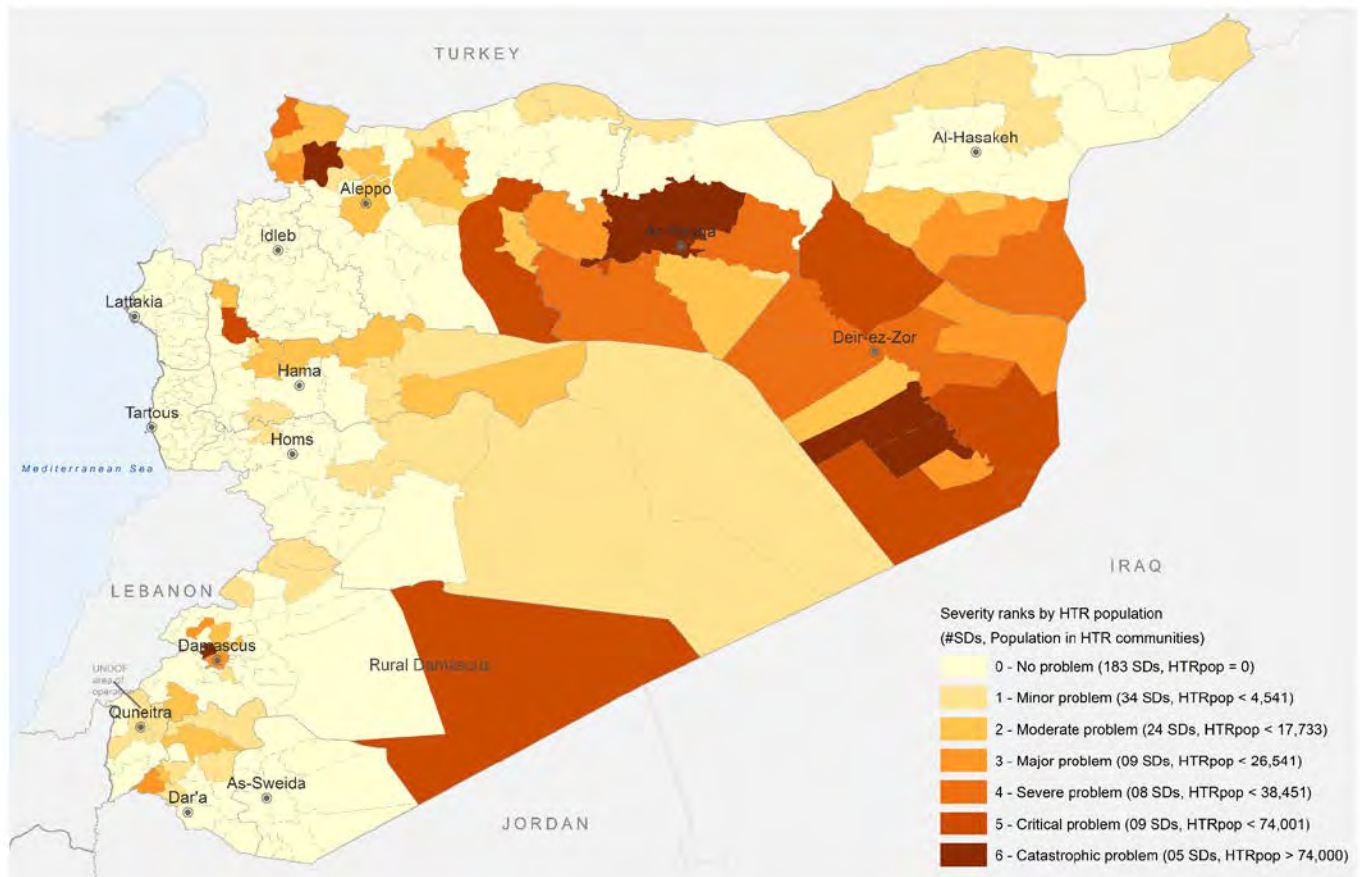 TURKEY
Al-Hasakeh
Aleppo
Idleb
Ar-Raqqa
Lattakia
Deir-ez-Zor
Hama
Tartous
Homs
Mediterranean Sea
IRAQ
LEBANON
Damascus
Rural Damascus
UNDOF
area of
operation
Quneitra
As-Sweida
Dar'a
JORDAN
Severity ranks by HTR population
(#SDs, Population in HTR communities)
0 - No problem (183 SDs, HTRpop = 0)
1 - Minor problem (34 SDs, HTRpop < 4,541)
2 - Moderate problem (24 SDs, HTRpop < 17,733)
3 - Major problem (09 SDs, HTRpop < 26,541)
4 - Severe problem (08 SDs, HTRpop < 38,451)
5 - Critical problem (09 SDs, HTRpop < 74,001)
6 - Catastrophic problem (05 SDs, HTRpop > 74,000)